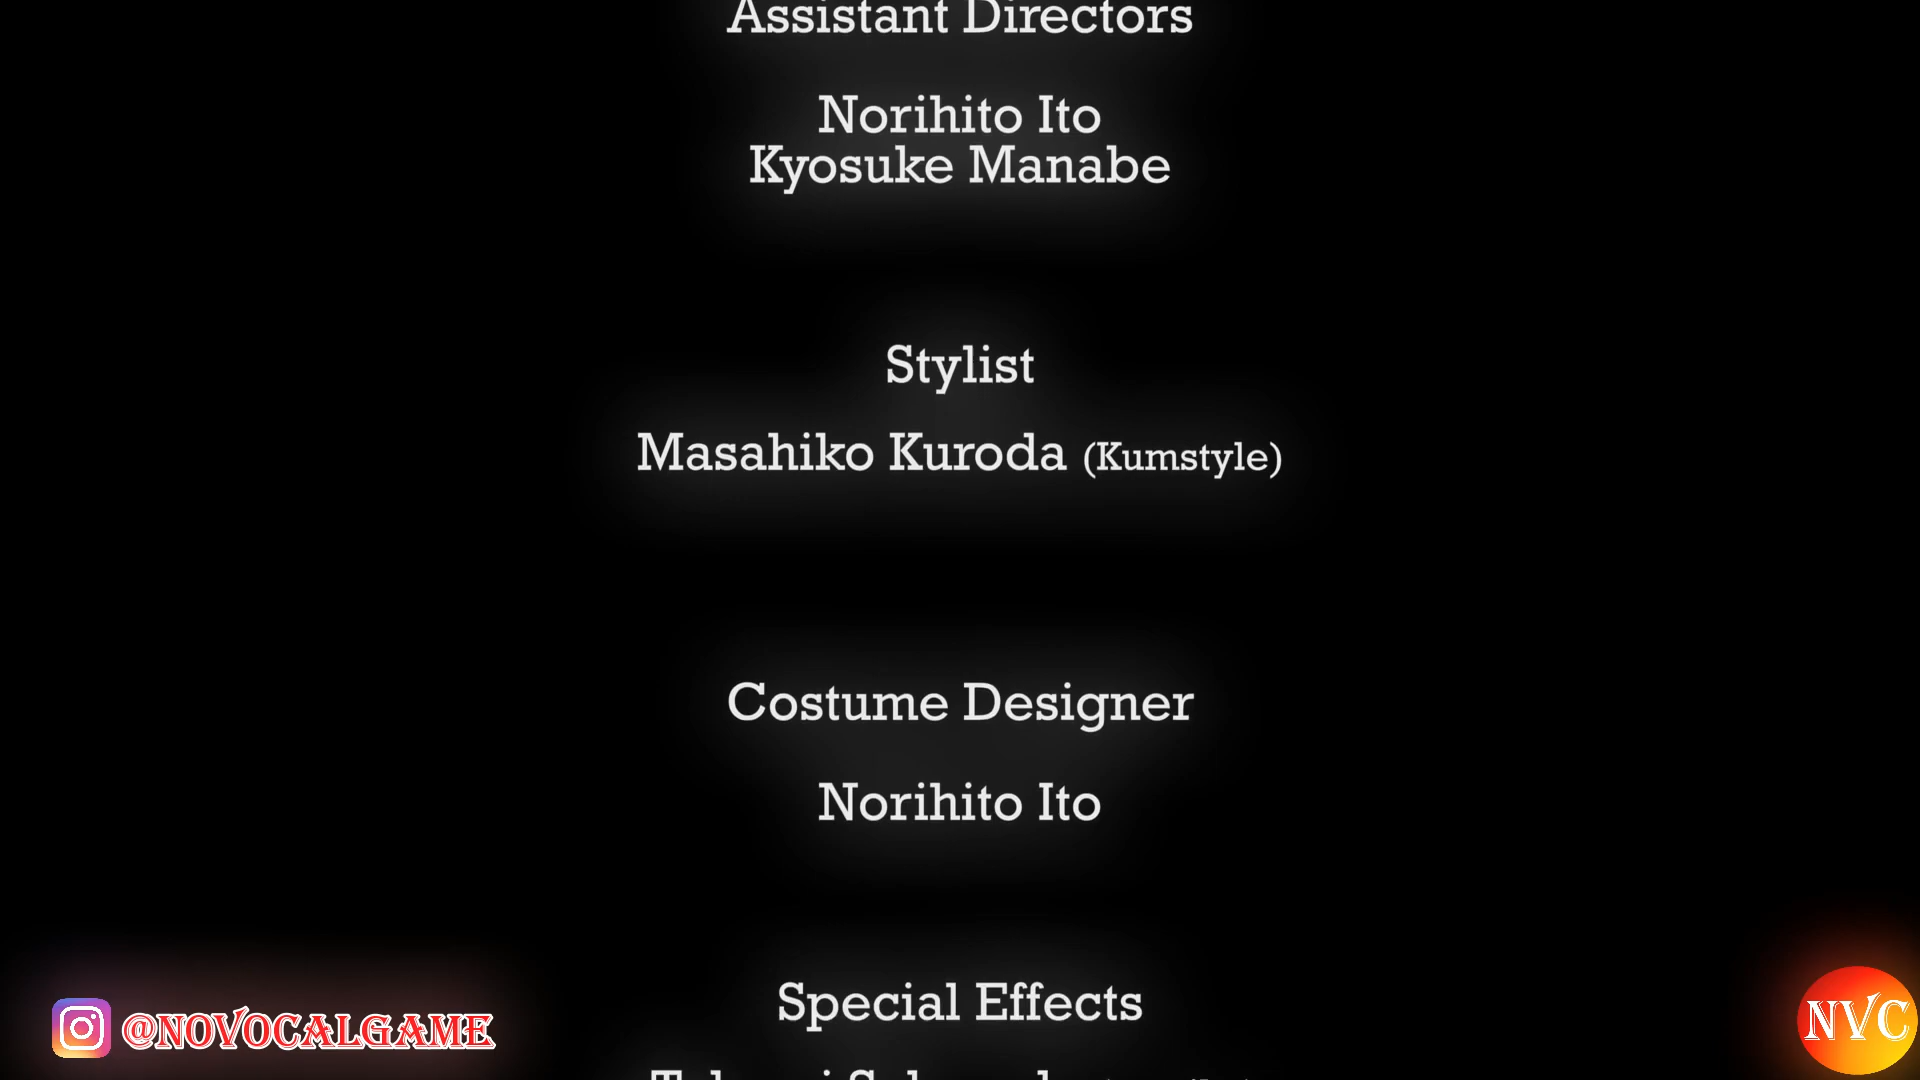 Assistant Directors
Norihito Ito
Kyosuke Manabe
Stylist
Masahiko Kuroda (Kumstyle)
Costume Designer
Norihito Ito
Special Effects
@NOVOCALGAME
NVC